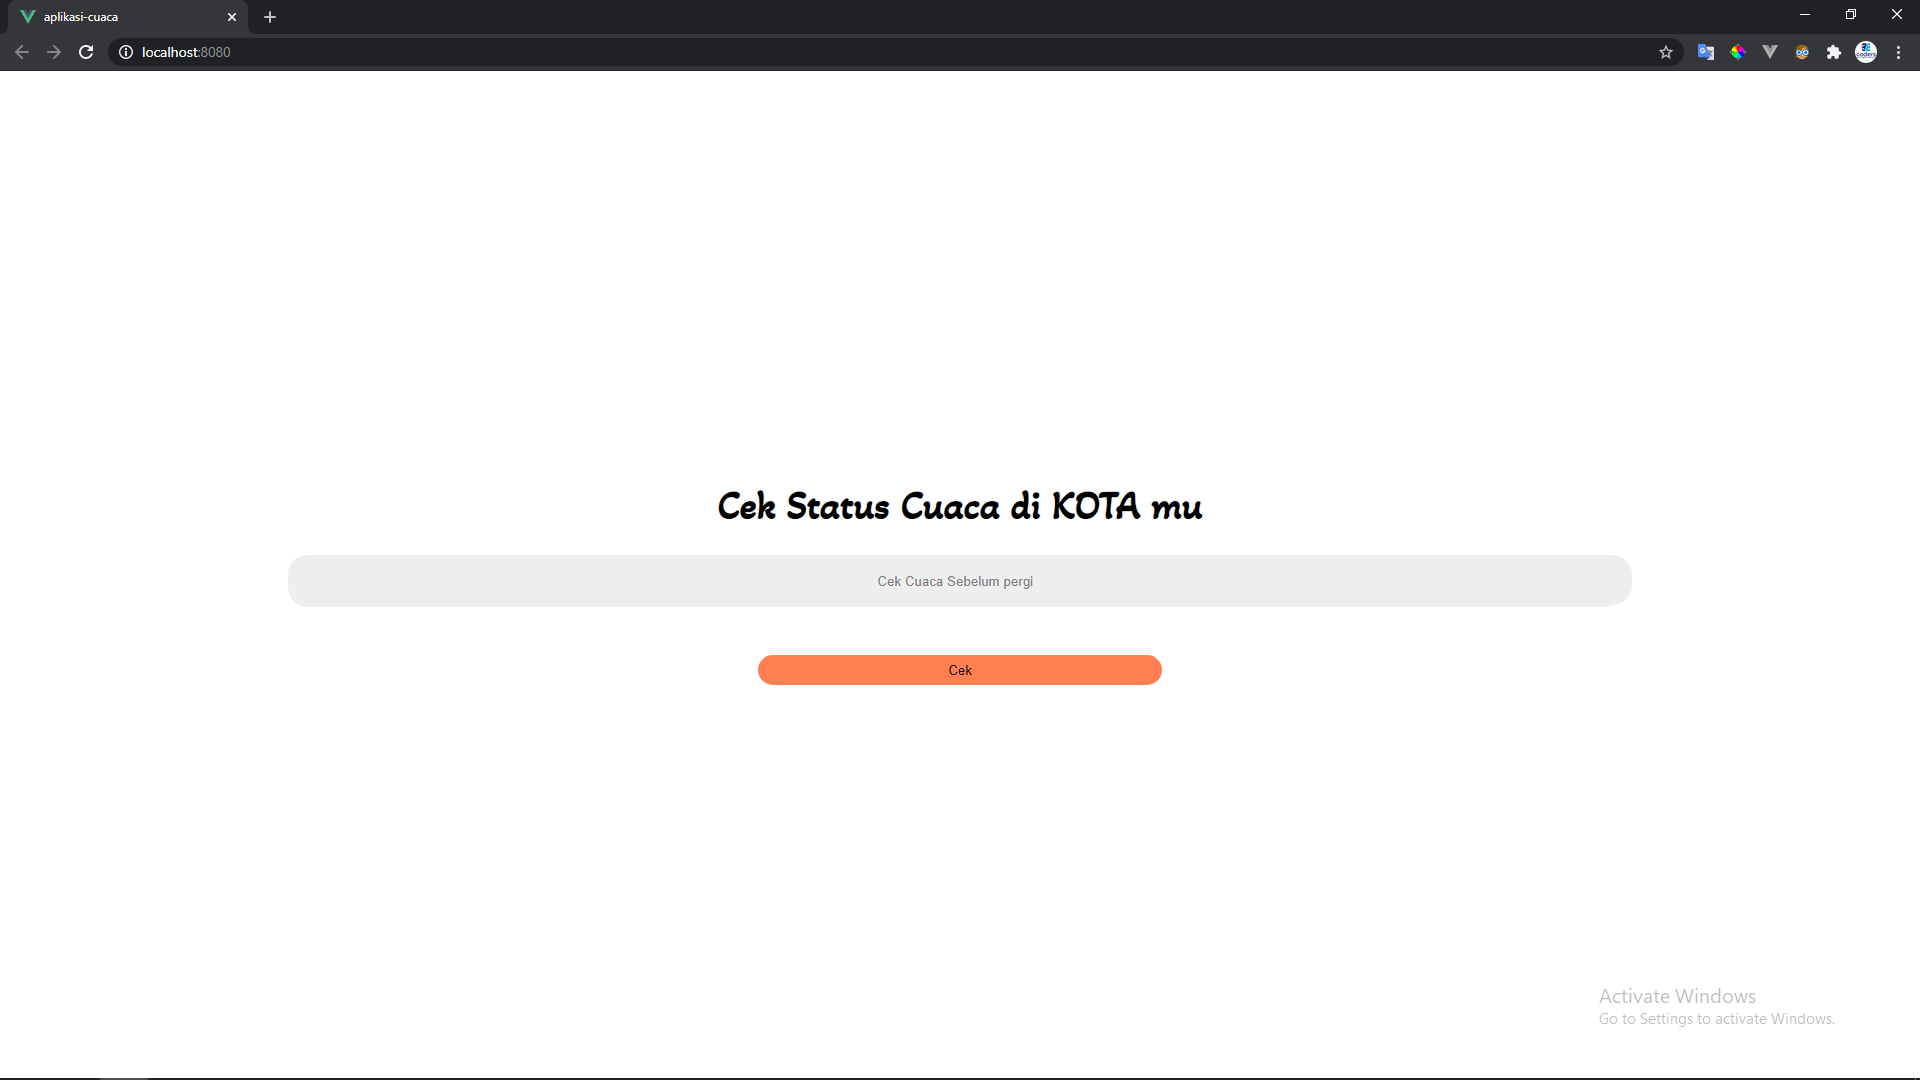 aplikasi-cuaca
localhost:8080
Cek Status Cuaca di KOTA mu
Cek Cuaca Sebelum pergi
Cek
Activate Windows
Go to Settings to activate Windows.